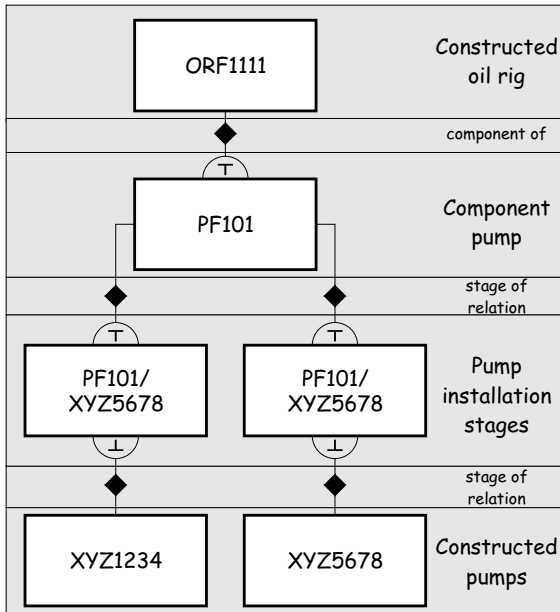 ORF1111
Constructed
oil rig
component of
PF101
Component
pump
stage of
relation
PF101/
XYZ5678
PF101/
XYZ5678
Pump
installation
stages
stage of
relation
XYZ1234
XYZ5678
Constructed
pumps